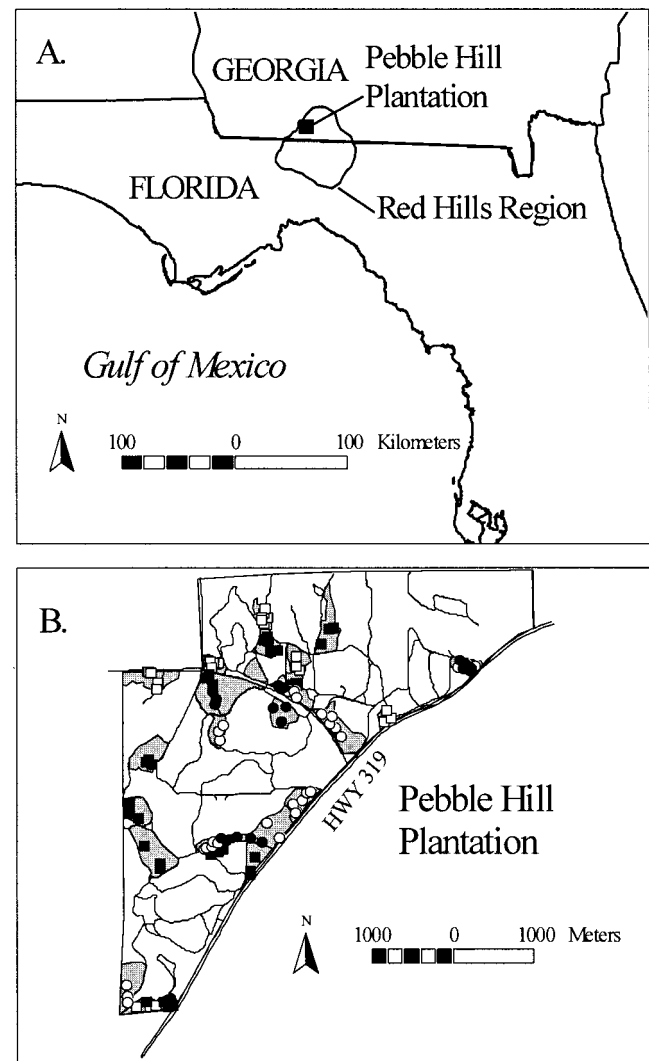 A.
GEORGIA
Pebble Hill
Plantation
FLORIDA
Red Hills Region
Gulf of Mexico
N
100 0 100 Kilometers
B.
HWY 319
Pebble Hill
Plantation
N
1000 0 1000 Meters